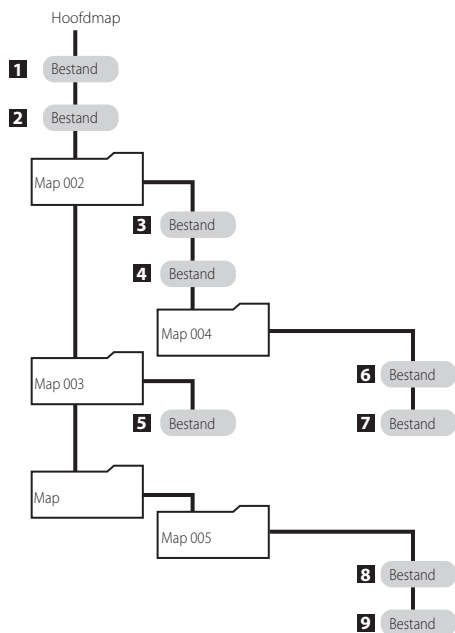 Hoofdmap
1 Bestand
2 Bestand
Map 002
3 Bestand
4 Bestand
Map 004
Map 003
6 Bestand
5 Bestand
7 Bestand
Map
Map 005
8 Bestand
9 Bestand